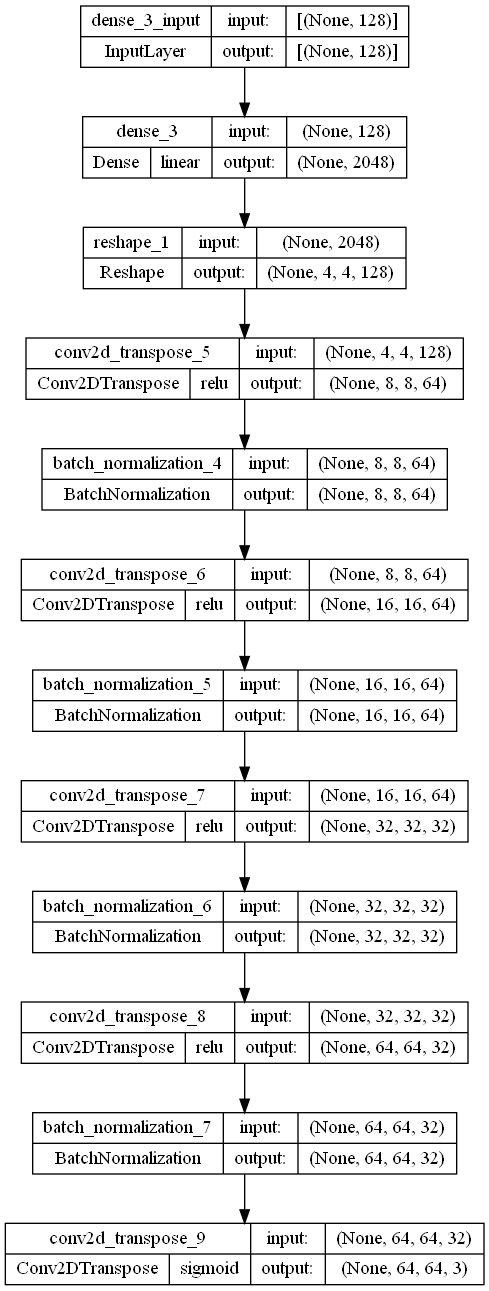 dense_3_input input: [(None, 128)]
InputLayer output: [(None, 128)]
dense_3 input: (None, 128)
Dense linear output: (None, 2048)
reshape_1 input: (None, 2048)
Reshape output: (None, 4, 4, 128)
conv2d_transpose_5 input: (None, 4, 4, 128)
Conv2DTranspose relu output: (None, 8, 8, 64)
batch_normalization_4 input: (None, 8, 8, 64)
BatchNormalization output: (None, 8, 8, 64)
conv2d_transpose_6 input: (None, 8, 8, 64)
Conv2DTranspose relu output: (None, 16, 16, 64)
batch_normalization_5 input: (None, 16, 16, 64)
BatchNormalization output: (None, 16, 16, 64)
conv2d_transpose_7 input: (None, 16, 16, 64)
Conv2DTranspose relu output: (None, 32, 32, 32)
batch_normalization_6 input: (None, 32, 32, 32)
BatchNormalization output: (None, 32, 32, 32)
conv2d_transpose_8 input: (None, 32, 32, 32)
Conv2DTranspose relu output: (None, 64, 64, 32)
batch_normalization_7 input: (None, 64, 64, 32)
BatchNormalization output: (None, 64, 64, 32)
conv2d_transpose_9 input: (None, 64, 64, 32)
Conv2DTranspose sigmoid output: (None, 64, 64, 3)